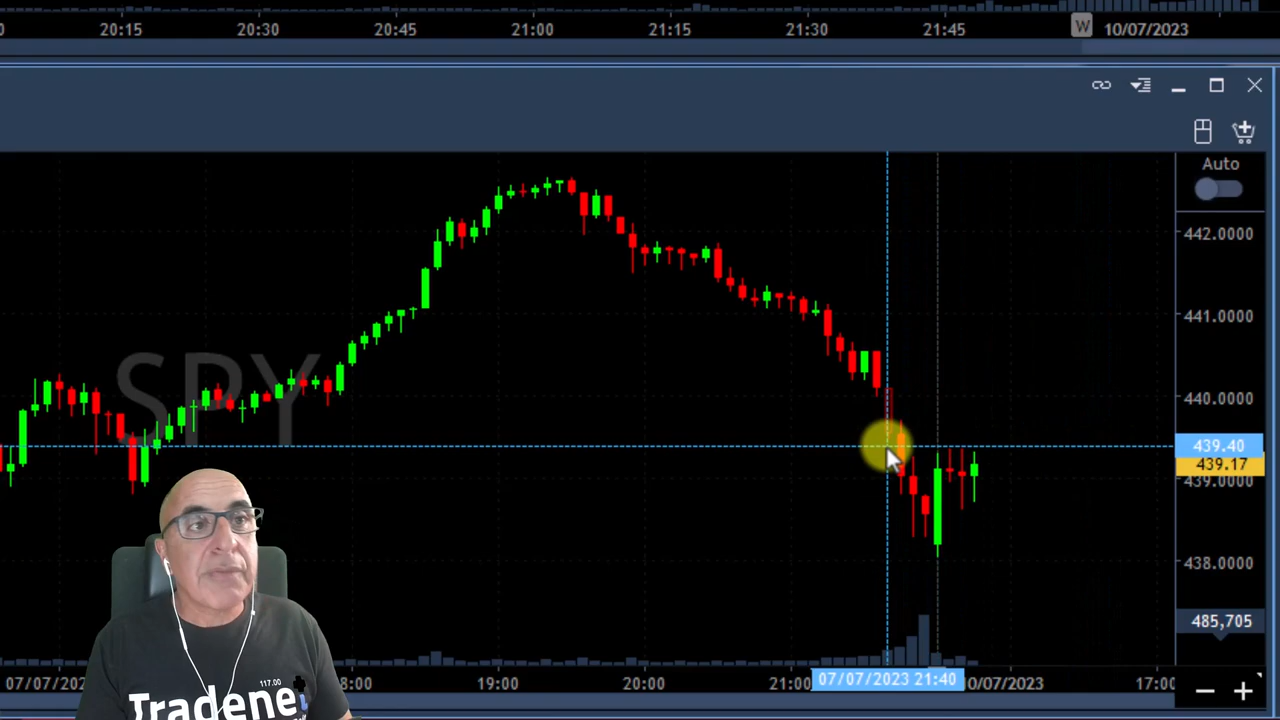 20:15 20:30 20:45 21:00 21:15 21:30 21:45 W 10/07/2023
Auto
442.0000
441.0000
SPY
440.0000
439.40
439.17
439.0000
438.0000
485,705
07/07/202 8:00 19:00 20:00 21:00 07/07/2023 21:40 0/07/2023 17:00
117.00
Tradene